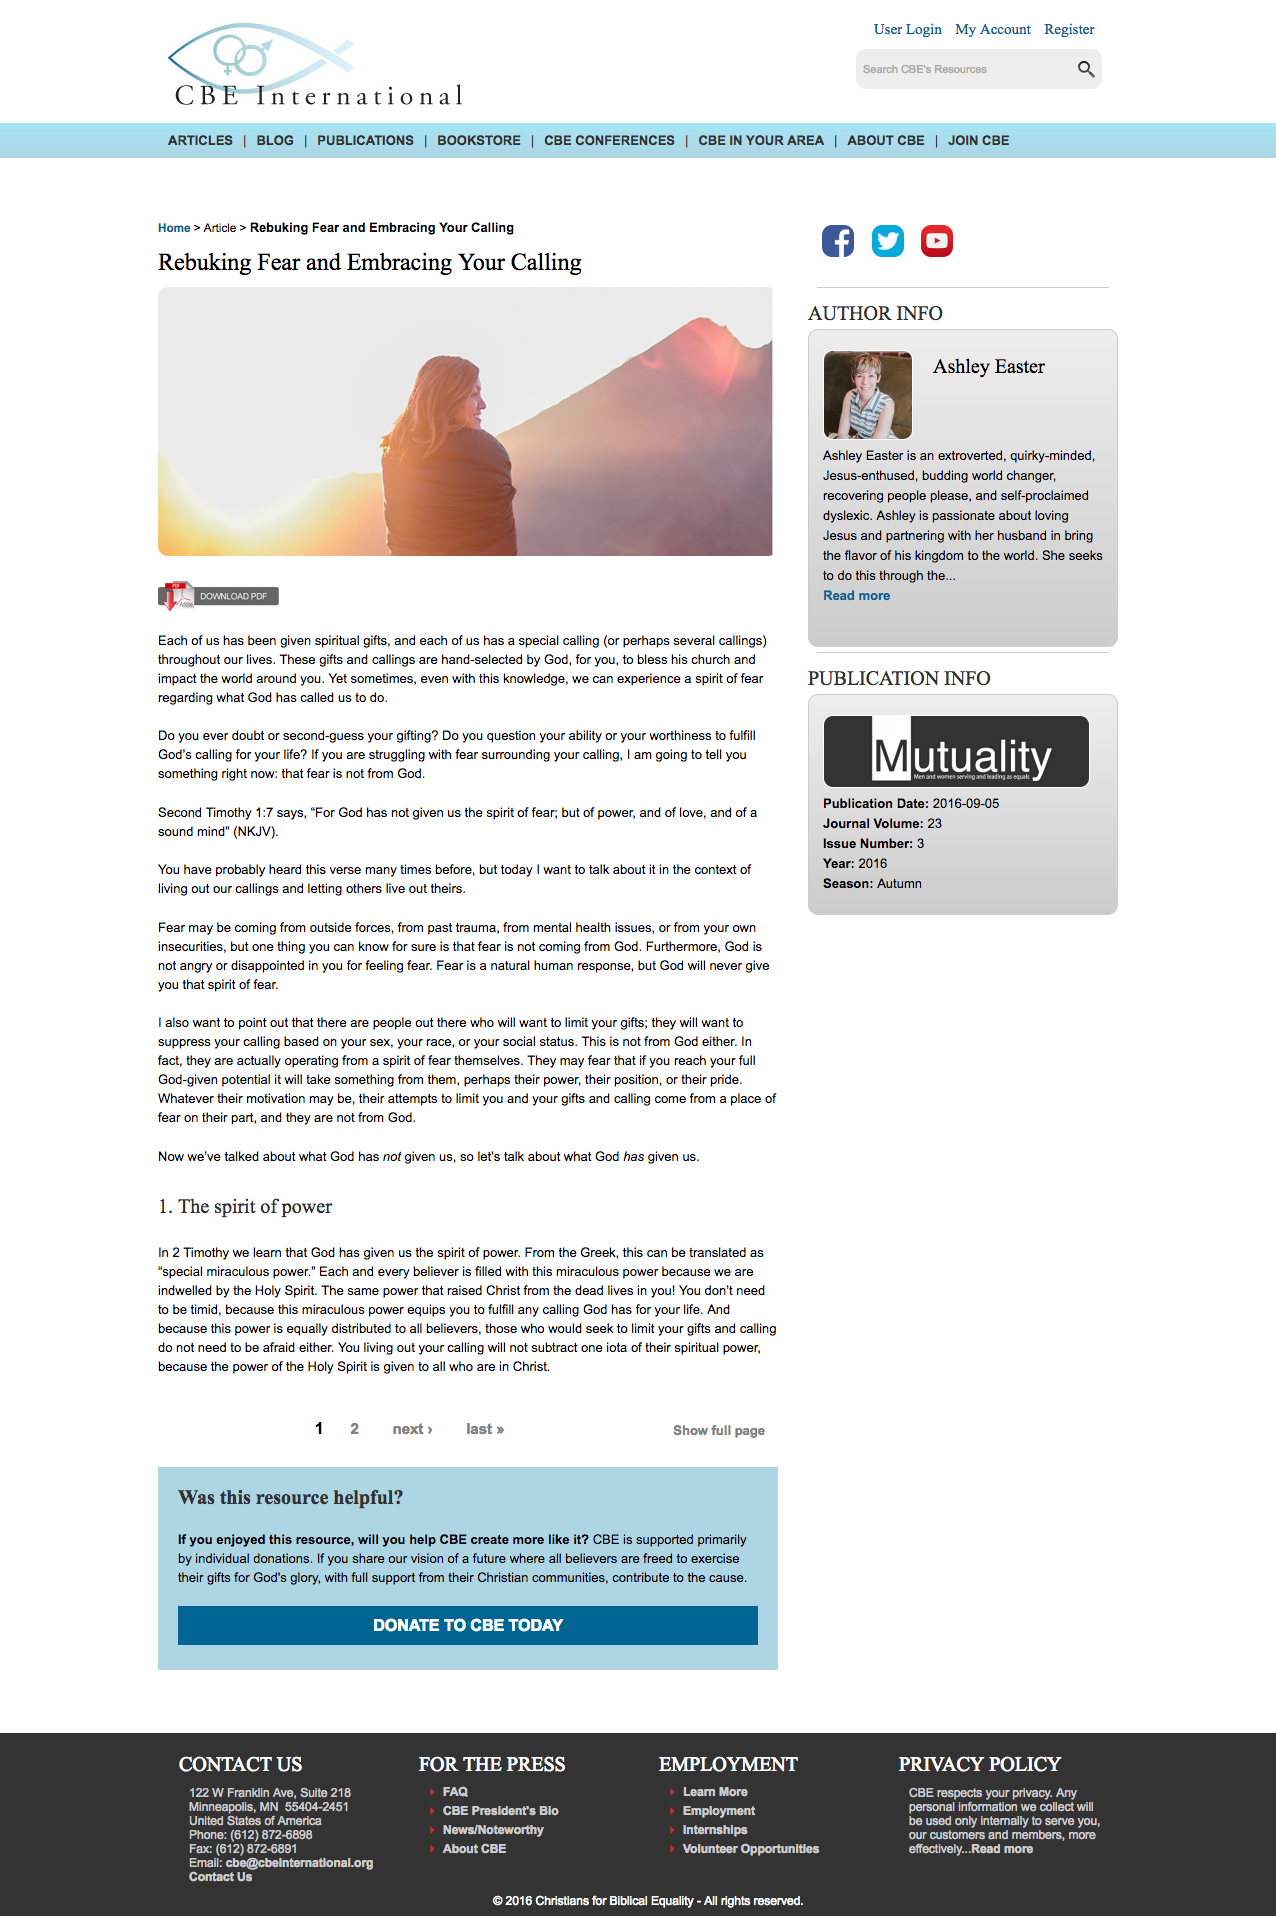 User Login My Account Register
CBE International
Search CBE's Resources
ARTICLES | BLOG | PUBLICATIONS | BOOKSTORE | CBE CONFERENCES | CBE IN YOUR AREA | ABOUT CBE | JOIN CBE
Home > Article > Rebuking Fear and Embracing Your Calling
Rebuking Fear and Embracing Your Calling
PDF
Adobe
DOWNLOAD PDF
Each of us has been given spiritual gifts, and each of us has a special calling (or perhaps several callings)
throughout our lives. These gifts and callings are hand-selected by God, for you, to bless his church and
impact the world around you. Yet sometimes, even with this knowledge, we can experience a spirit of fear
regarding what God has called us to do.
Do you ever doubt or second-guess your gifting? Do you question your ability or your worthiness to fulfill
God's calling for your life? If you are struggling with fear surrounding your calling, I am going to tell you
something right now: that fear is not from God.
Second Timothy 1:7 says, “For God has not given us the spirit of fear; but of power, and of love, and of a
sound mind” (NKJV).
You have probably heard this verse many times before, but today I want to talk about it in the context of
living out our callings and letting others live out theirs.
Fear may be coming from outside forces, from past trauma, from mental health issues, or from your own
insecurities, but one thing you can know for sure is that fear is not coming from God. Furthermore, God is
not angry or disappointed in you for feeling fear. Fear is a natural human response, but God will never give
you that spirit of fear.
I also want to point out that there are people out there who will want to limit your gifts; they will want to
suppress your calling based on your sex, your race, or your social status. This is not from God either. In
fact, they are actually operating from a spirit of fear themselves. They may fear that if you reach your full
God-given potential it will take something from them, perhaps their power, their position, or their pride.
Whatever their motivation may be, their attempts to limit you and your gifts and calling come from a place of
fear on their part, and they are not from God.
Now we've talked about what God has not given us, so let's talk about what God has given us.
1. The spirit of power
In 2 Timothy we learn that God has given us the spirit of power. From the Greek, this can be translated as
“special miraculous power.” Each and every believer is filled with this miraculous power because we are
indwelled by the Holy Spirit. The same power that raised Christ from the dead lives in you! You don't need
to be timid, because this miraculous power equips you to fulfill any calling God has for your life. And
because this power is equally distributed to all believers, those who would seek to limit your gifts and calling
do not need to be afraid either. You living out your calling will not subtract one iota of their spiritual power,
because the power of the Holy Spirit is given to all who are in Christ.
1 2 next › last » Show full page
Was this resource helpful?
If you enjoyed this resource, will you help CBE create more like it? CBE is supported primarily
by individual donations. If you share our vision of a future where all believers are freed to exercise
their gifts for God's glory, with full support from their Christian communities, contribute to the cause.
DONATE TO CBE TODAY
AUTHOR INFO
Ashley Easter
Ashley Easter is an extroverted, quirky-minded,
Jesus-enthused, budding world changer,
recovering people please, and self-proclaimed
dyslexic. Ashley is passionate about loving
Jesus and partnering with her husband in bring
the flavor of his kingdom to the world. She seeks
to do this through the...
Read more
PUBLICATION INFO
Mutuality
Men and women serving and leading as equals
Publication Date: 2016-09-05
Journal Volume: 23
Issue Number: 3
Year: 2016
Season: Autumn
CONTACT US
122 W Franklin Ave, Suite 218
Minneapolis, MN 55404-2451
United States of America
Phone: (612) 872-6898
Fax: (612) 872-6891
Email: cbe@cbeinternational.org
Contact Us
FOR THE PRESS
FAQ
CBE President's Bio
News/Noteworthy
About CBE
EMPLOYMENT
Learn More
Employment
Internships
Volunteer Opportunities
PRIVACY POLICY
CBE respects your privacy. Any
personal information we collect will
be used only internally to serve you,
our customers and members, more
effectively...Read more
© 2016 Christians for Biblical Equality - All rights reserved.